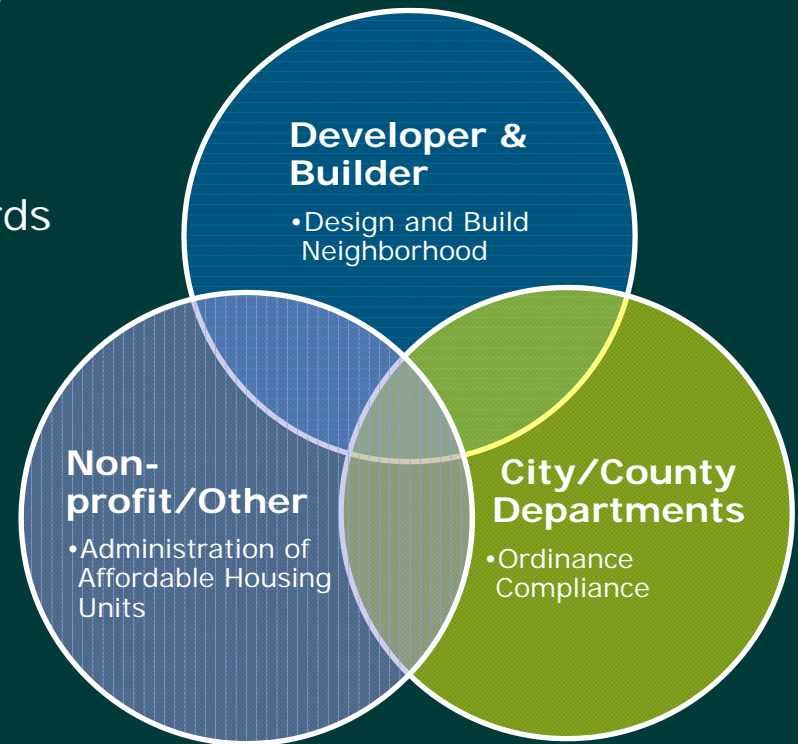 Developer &
Builder
•Design and Build
Neighborhood
Non-
profit/Other
•Administration of
Affordable Housing
Units
City/County
Departments
•Ordinance
Compliance